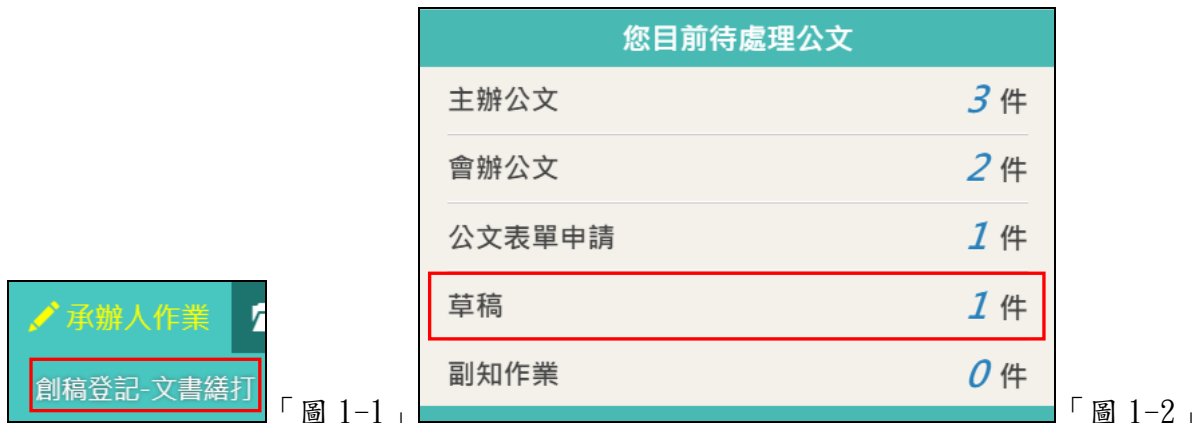 承辦人作業
創稿登記-文書繕打
「圖 1-1」
您目前待處理公文
主辦公文 3 件
會辦公文 2 件
公文表單申請 1 件
草稿 1 件
副知作業 0 件
「圖 1-2」